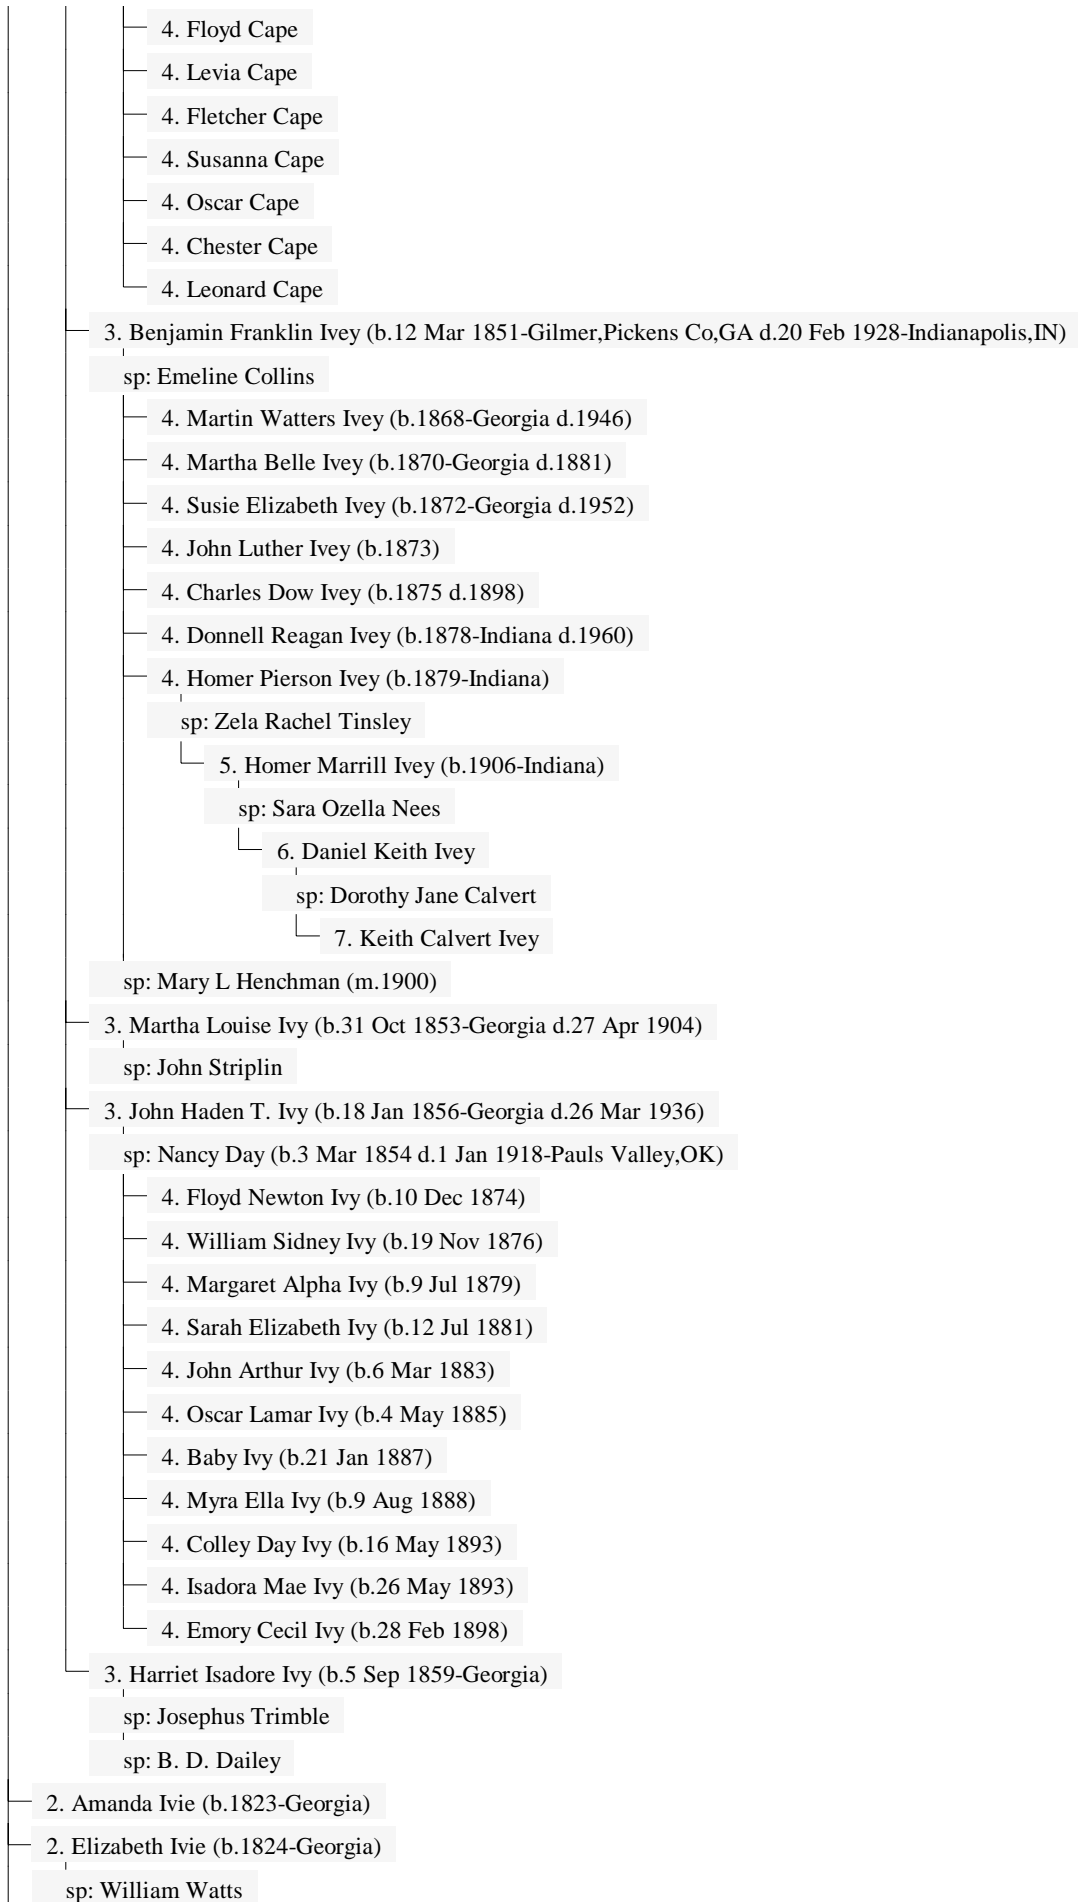 4. Floyd Cape
4. Levia Cape
4. Fletcher Cape
4. Susanna Cape
4. Oscar Cape
4. Chester Cape
4. Leonard Cape
3. Benjamin Franklin Ivey (b.12 Mar 1851-Gilmer,Pickens Co,GA d.20 Feb 1928-Indianapolis,IN)
sp: Emeline Collins
4. Martin Watters Ivey (b.1868-Georgia d.1946)
4. Martha Belle Ivey (b.1870-Georgia d.1881)
4. Susie Elizabeth Ivey (b.1872-Georgia d.1952)
4. John Luther Ivey (b.1873)
4. Charles Dow Ivey (b.1875 d.1898)
4. Donnell Reagan Ivey (b.1878-Indiana d.1960)
4. Homer Pierson Ivey (b.1879-Indiana)
sp: Zela Rachel Tinsley
5. Homer Marrill Ivey (b.1906-Indiana)
sp: Sara Ozella Nees
6. Daniel Keith Ivey
sp: Dorothy Jane Calvert
7. Keith Calvert Ivey
sp: Mary L Henchman (m.1900)
3. Martha Louise Ivy (b.31 Oct 1853-Georgia d.27 Apr 1904)
sp: John Striplin
3. John Haden T. Ivy (b.18 Jan 1856-Georgia d.26 Mar 1936)
sp: Nancy Day (b.3 Mar 1854 d.1 Jan 1918-Pauls Valley,OK)
4. Floyd Newton Ivy (b.10 Dec 1874)
4. William Sidney Ivy (b.19 Nov 1876)
4. Margaret Alpha Ivy (b.9 Jul 1879)
4. Sarah Elizabeth Ivy (b.12 Jul 1881)
4. John Arthur Ivy (b.6 Mar 1883)
4. Oscar Lamar Ivy (b.4 May 1885)
4. Baby Ivy (b.21 Jan 1887)
4. Myra Ella Ivy (b.9 Aug 1888)
4. Colley Day Ivy (b.16 May 1893)
4. Isadora Mae Ivy (b.26 May 1893)
4. Emory Cecil Ivy (b.28 Feb 1898)
3. Harriet Isadore Ivy (b.5 Sep 1859-Georgia)
sp: Josephus Trimble
sp: B. D. Dailey
2. Amanda Ivie (b.1823-Georgia)
2. Elizabeth Ivie (b.1824-Georgia)
sp: William Watts